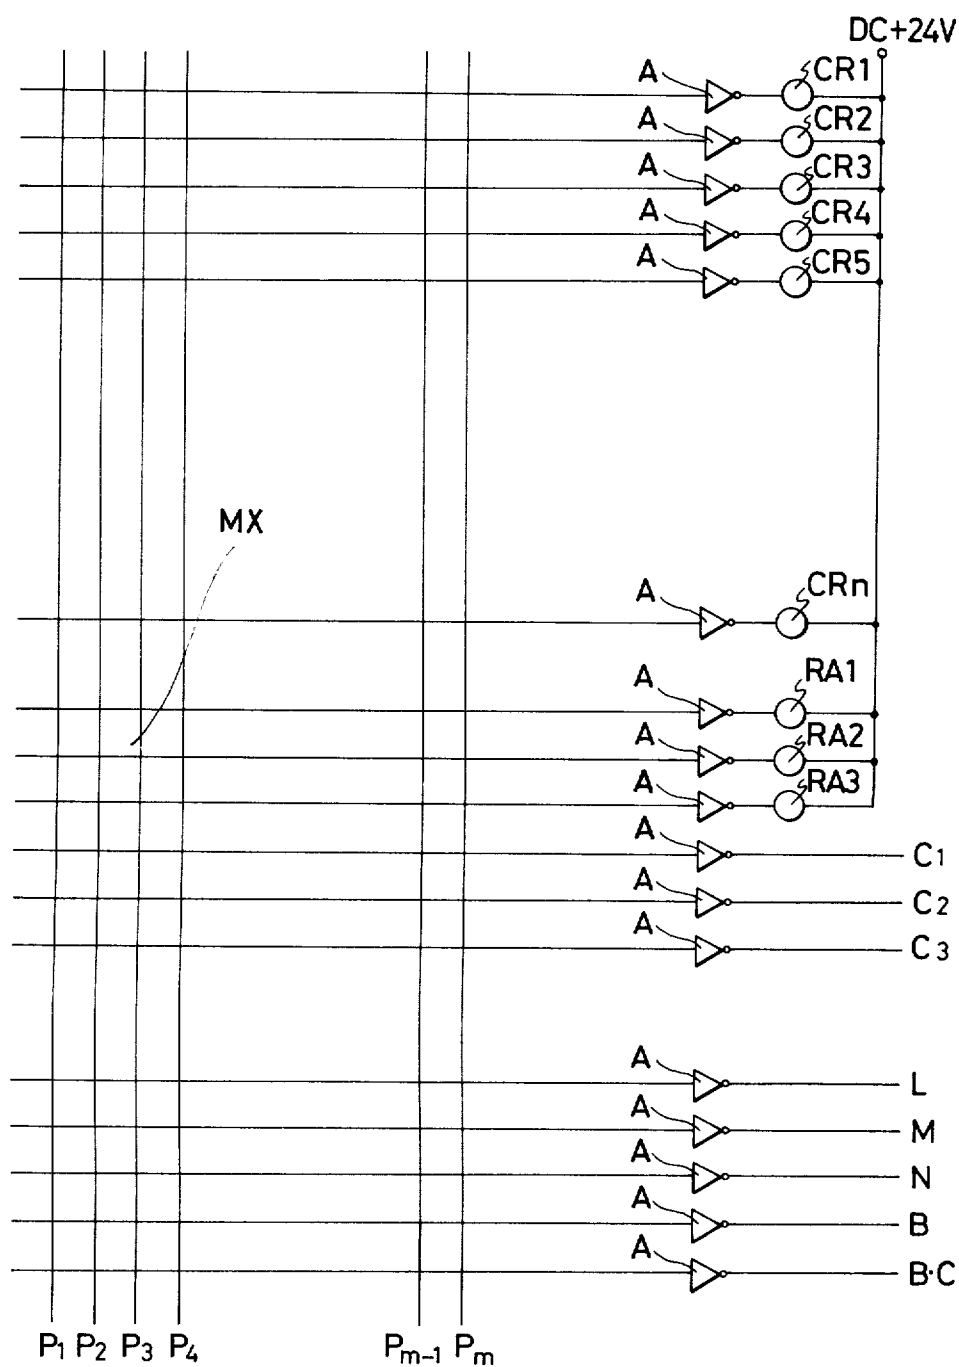 DC+24V
A CR1
A CR2
A CR3
A CR4
A CR5
MX
A CRn
A RA1
A RA2
A RA3
A C1
A C2
A C3
A L
A M
A N
A B
A B·C
P1 P2 P3 P4 Pm-1 Pm